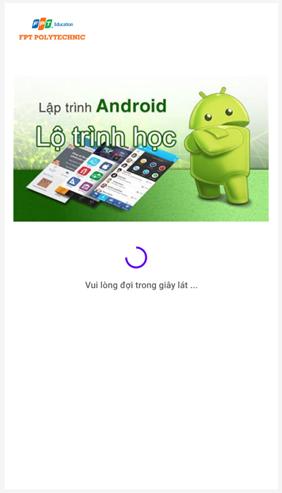 FPT Education
FPT POLYTECHNIC
Lập trình Android
Lộ trình học
Vui lòng đợi trong giây lát ...